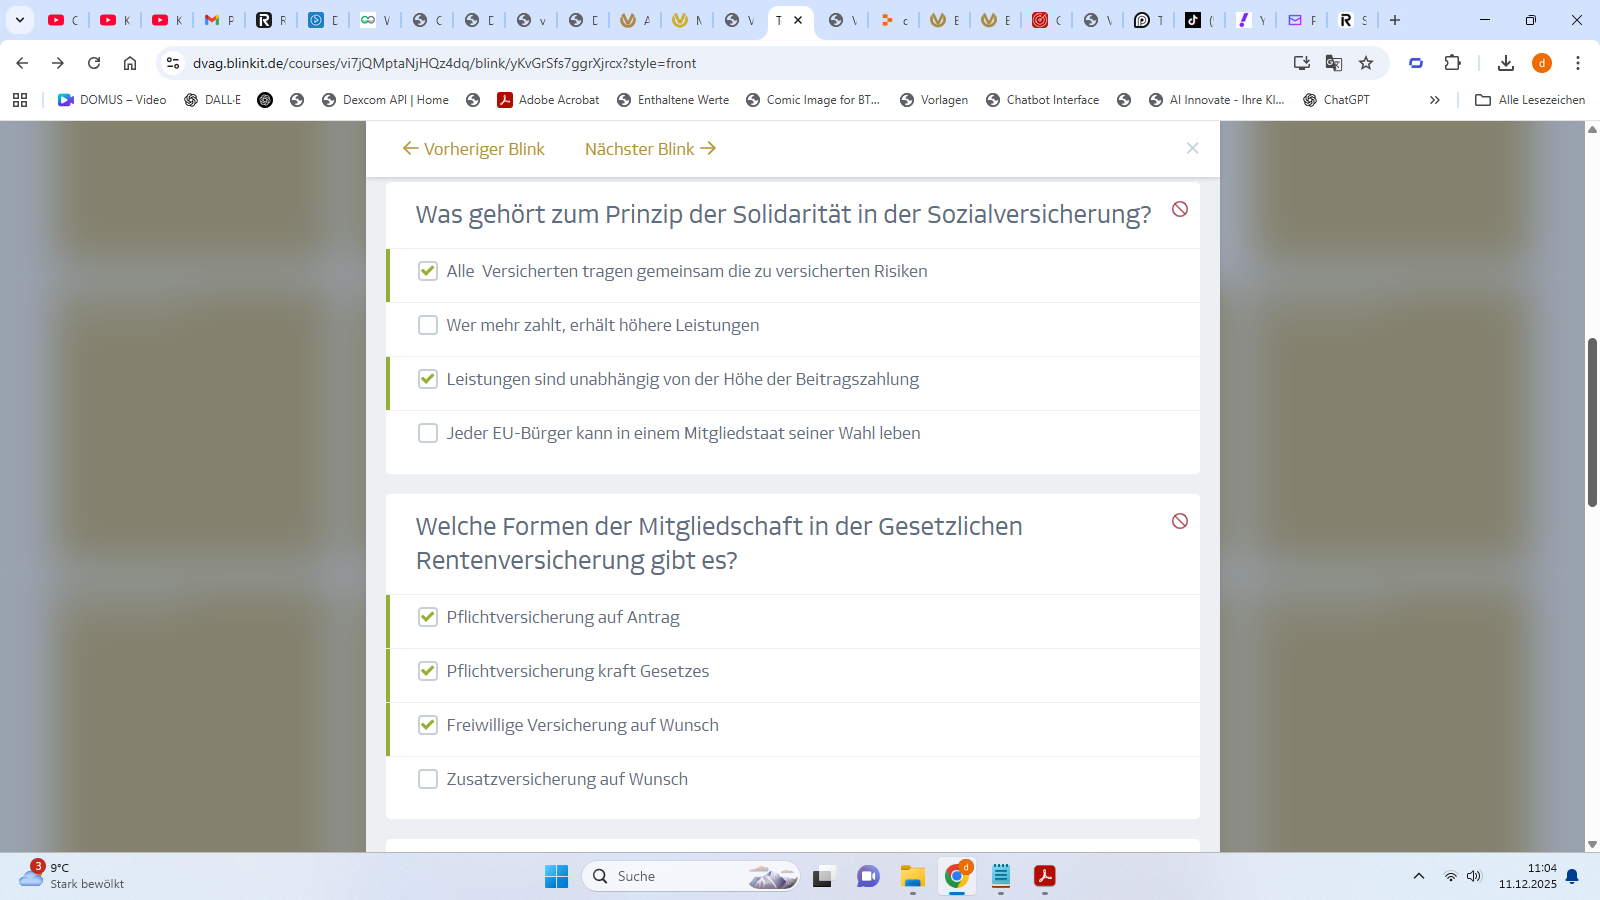 dvag.blinkit.de/courses/vi7jQMptaNjHQz4dq/blink/yKvGrSfs7ggrXjrcx?style=front
d
DOMUS – Video
DALL·E
Dexcom API | Home
Adobe Acrobat
Enthaltene Werte
Comic Image for BT...
Vorlagen
Chatbot Interface
AI Innovate - Ihre KI...
ChatGPT
Alle Lesezeichen
Vorheriger Blink
Nächster Blink
Was gehört zum Prinzip der Solidarität in der Sozialversicherung?
Alle Versicherten tragen gemeinsam die zu versicherten Risiken
Wer mehr zahlt, erhält höhere Leistungen
Leistungen sind unabhängig von der Höhe der Beitragszahlung
Jeder EU-Bürger kann in einem Mitgliedstaat seiner Wahl leben
Welche Formen der Mitgliedschaft in der Gesetzlichen
Rentenversicherung gibt es?
Pflichtversicherung auf Antrag
Pflichtversicherung kraft Gesetzes
Freiwillige Versicherung auf Wunsch
Zusatzversicherung auf Wunsch
3
9°C
Stark bewölkt
Suche
d
11:04
11.12.2025